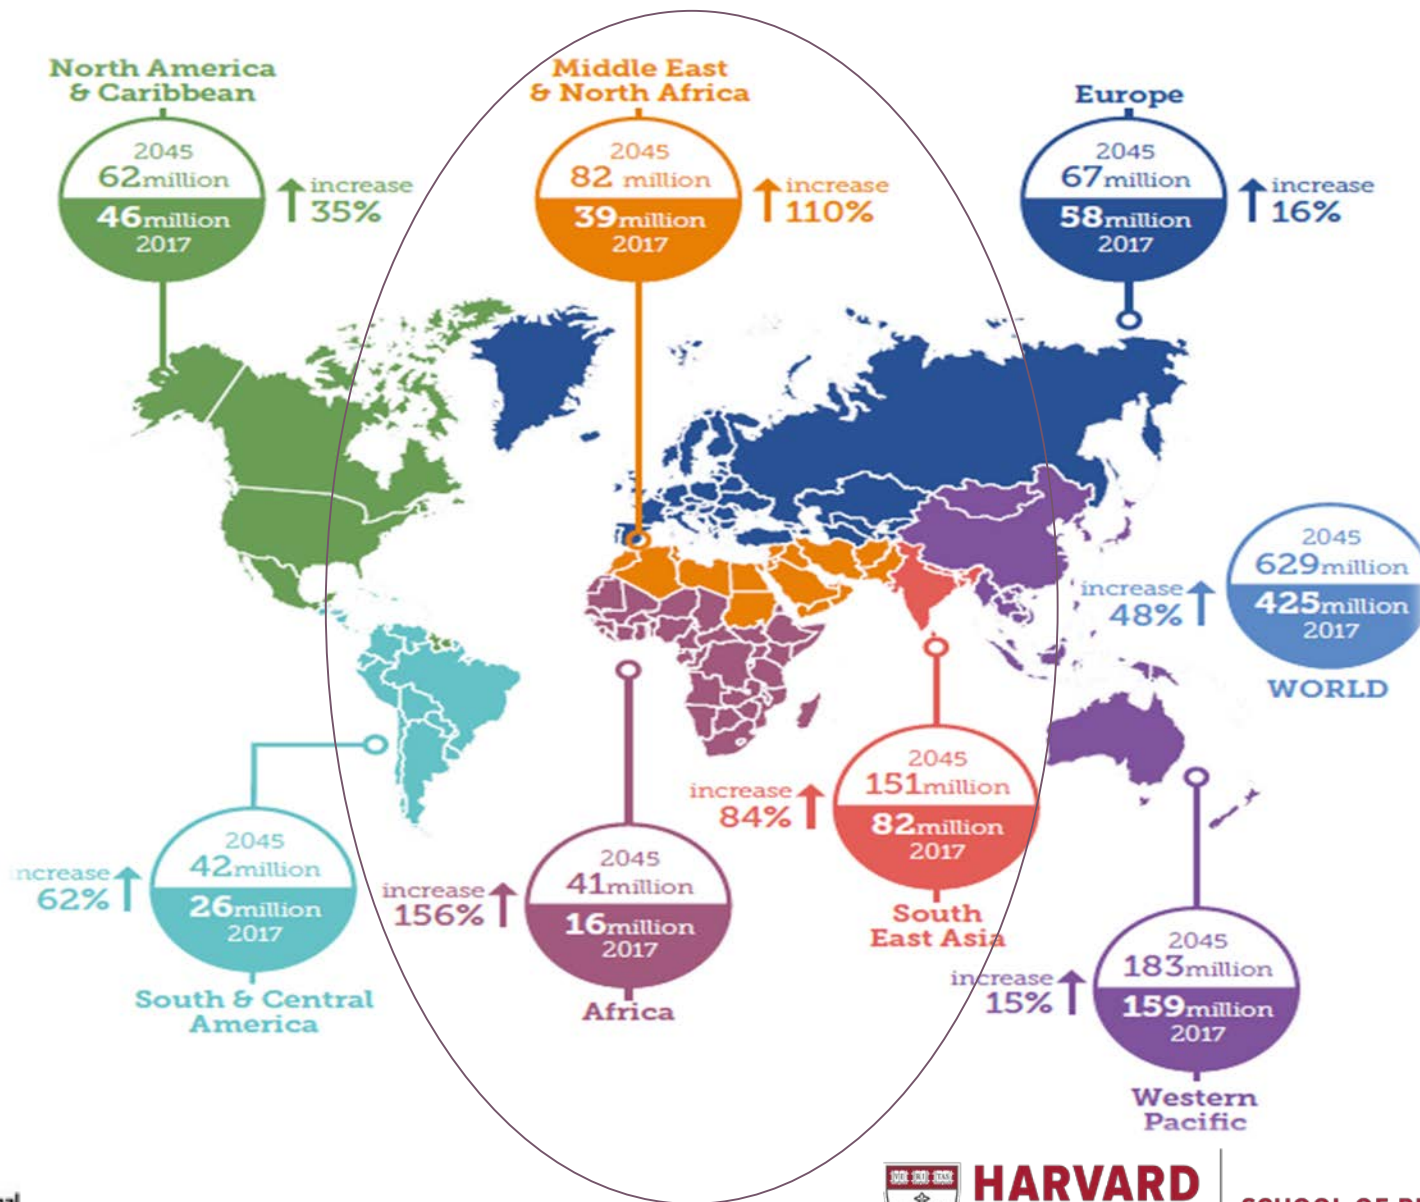 North America
& Caribbean
2045
62million
46million
2017
increase
35%
Middle East
& North Africa
2045
82 million
39million
2017
increase
110%
Europe
2045
67million
58million
2017
increase
16%
2045
629million
425million
2017
WORLD
increase
48%
2045
42million
26million
2017
South & Central
America
ncrease
62%
2045
41million
16million
2017
Africa
increase
156%
2045
151million
82million
2017
South
East Asia
increase
84%
2045
183million
159million
2017
Western
Pacific
increase
15%
HARVARD